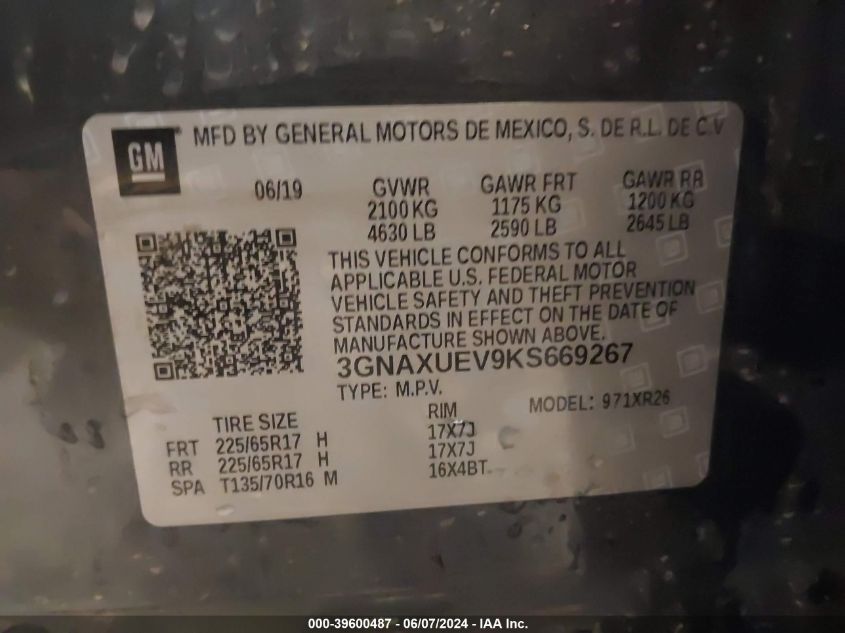 GM
MFD BY GENERAL MOTORS DE MEXICO, S. DE R.L. DE C.V
06/19 GVWR GAWR FRT GAWR RR
2100 KG 1175 KG 1200 KG
4630 LB 2590 LB 2645 LB
THIS VEHICLE CONFORMS TO ALL
APPLICABLE U.S. FEDERAL MOTOR
VEHICLE SAFETY AND THEFT PREVENTION
STANDARDS IN EFFECT ON THE DATE OF
MANUFACTURE SHOWN ABOVE.
3GNAXUEV9KS669267
TYPE: M.P.V. MODEL: 971XR26
TIRE SIZE RIM
FRT 225/65R17 H 17X7J
RR 225/65R17 H 17X7J
SPA T135/70R16 M 16X4BT
000-39600487 - 06/07/2024 - IAA Inc.